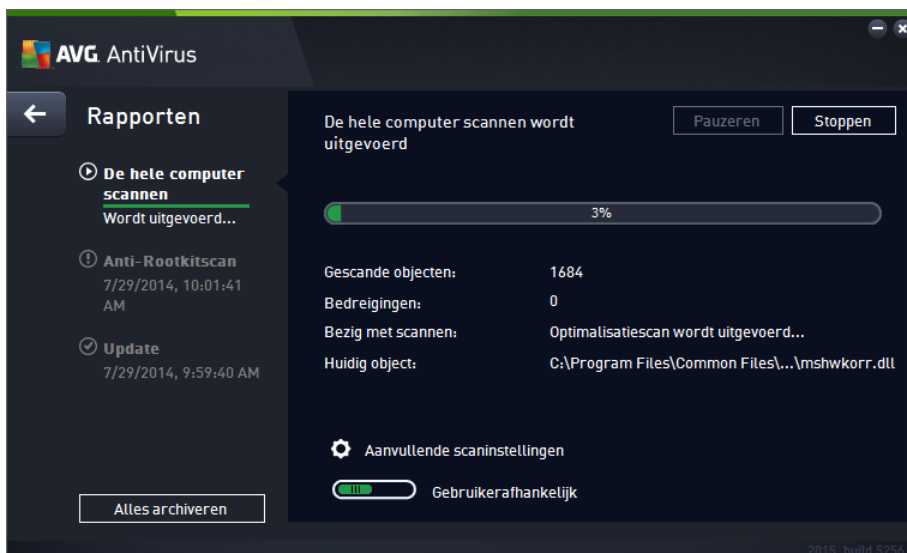 AVG. AntiVirus
Rapporten
De hele computer
scannen
Wordt uitgevoerd...
Anti-Rootkitscan
7/29/2014, 10:01:41
AM
Update
7/29/2014, 9:59:40 AM
Alles archiveren
De hele computer scannen wordt
uitgevoerd
Pauzeren
Stoppen
3%
Gescande objecten: 1684
Bedreigingen: 0
Bezig met scannen: Optimalisatiescan wordt uitgevoerd...
Huidig object: C:\Program Files\Common Files\...\mshwkorr.dll
Aanvullende scaninstellingen
Gebruikerafhankelijk
2015, build 5256